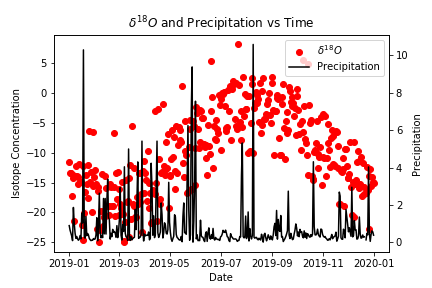 δ¹⁸O and Precipitation vs Time
δ¹⁸O
Precipitation
Isotope Concentration
5
0
−5
−10
−15
−20
−25
10
8
6
4
2
0
Precipitation
2019-01 2019-03 2019-05 2019-07 2019-09 2019-11 2020-01
Date